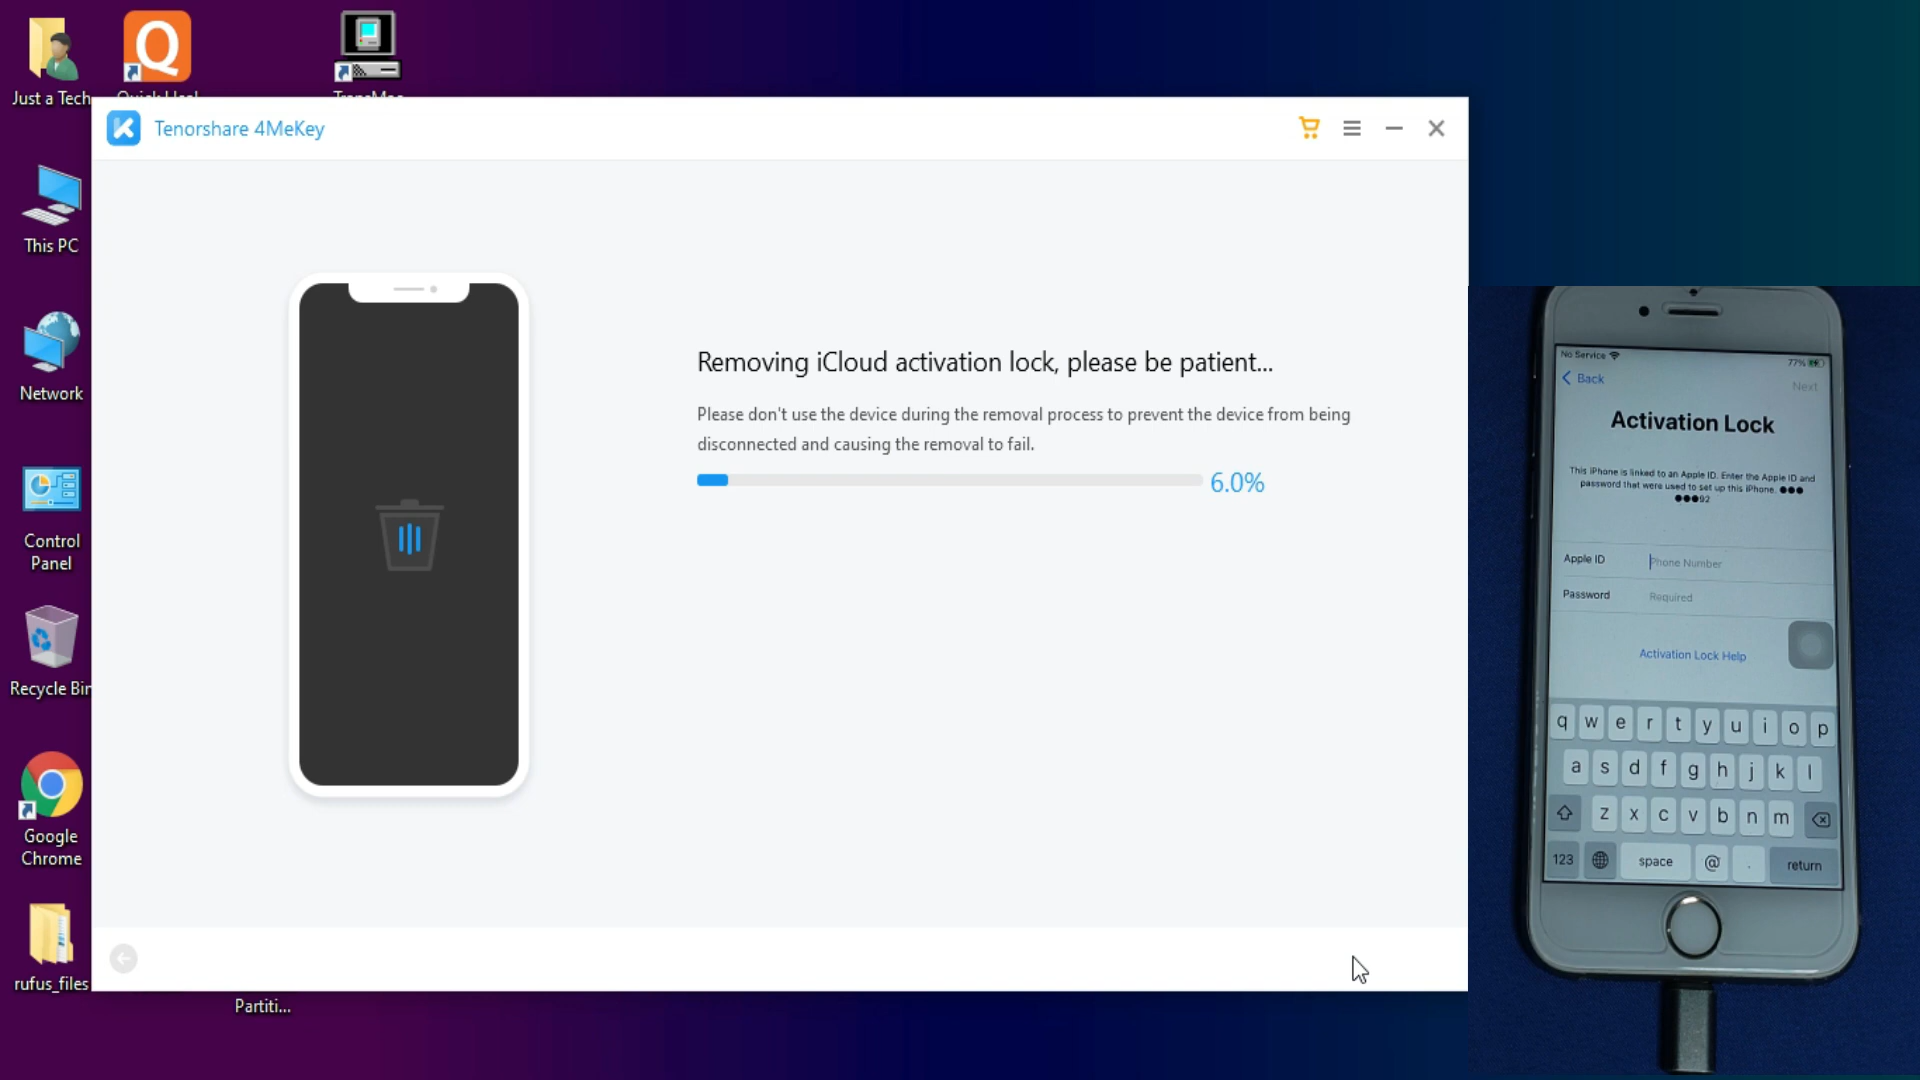 Just a Tech
This PC
Network
Control
Panel
Recycle Bin
Google
Chrome
rufus_files
Partiti...
Tenorshare 4MeKey
Removing iCloud activation lock, please be patient...
Please don't use the device during the removal process to prevent the device from being
disconnected and causing the removal to fail.
6.0%
No Service
77%
Back
Next
Activation Lock
This iPhone is linked to an Apple ID. Enter the Apple ID and
password that were used to set up this iPhone. ●●●
●●●92
Apple ID Phone Number
Password Required
Activation Lock Help
q w e r t y u i o p
a s d f g h j k l
z x c v b n m
123 space @ . return